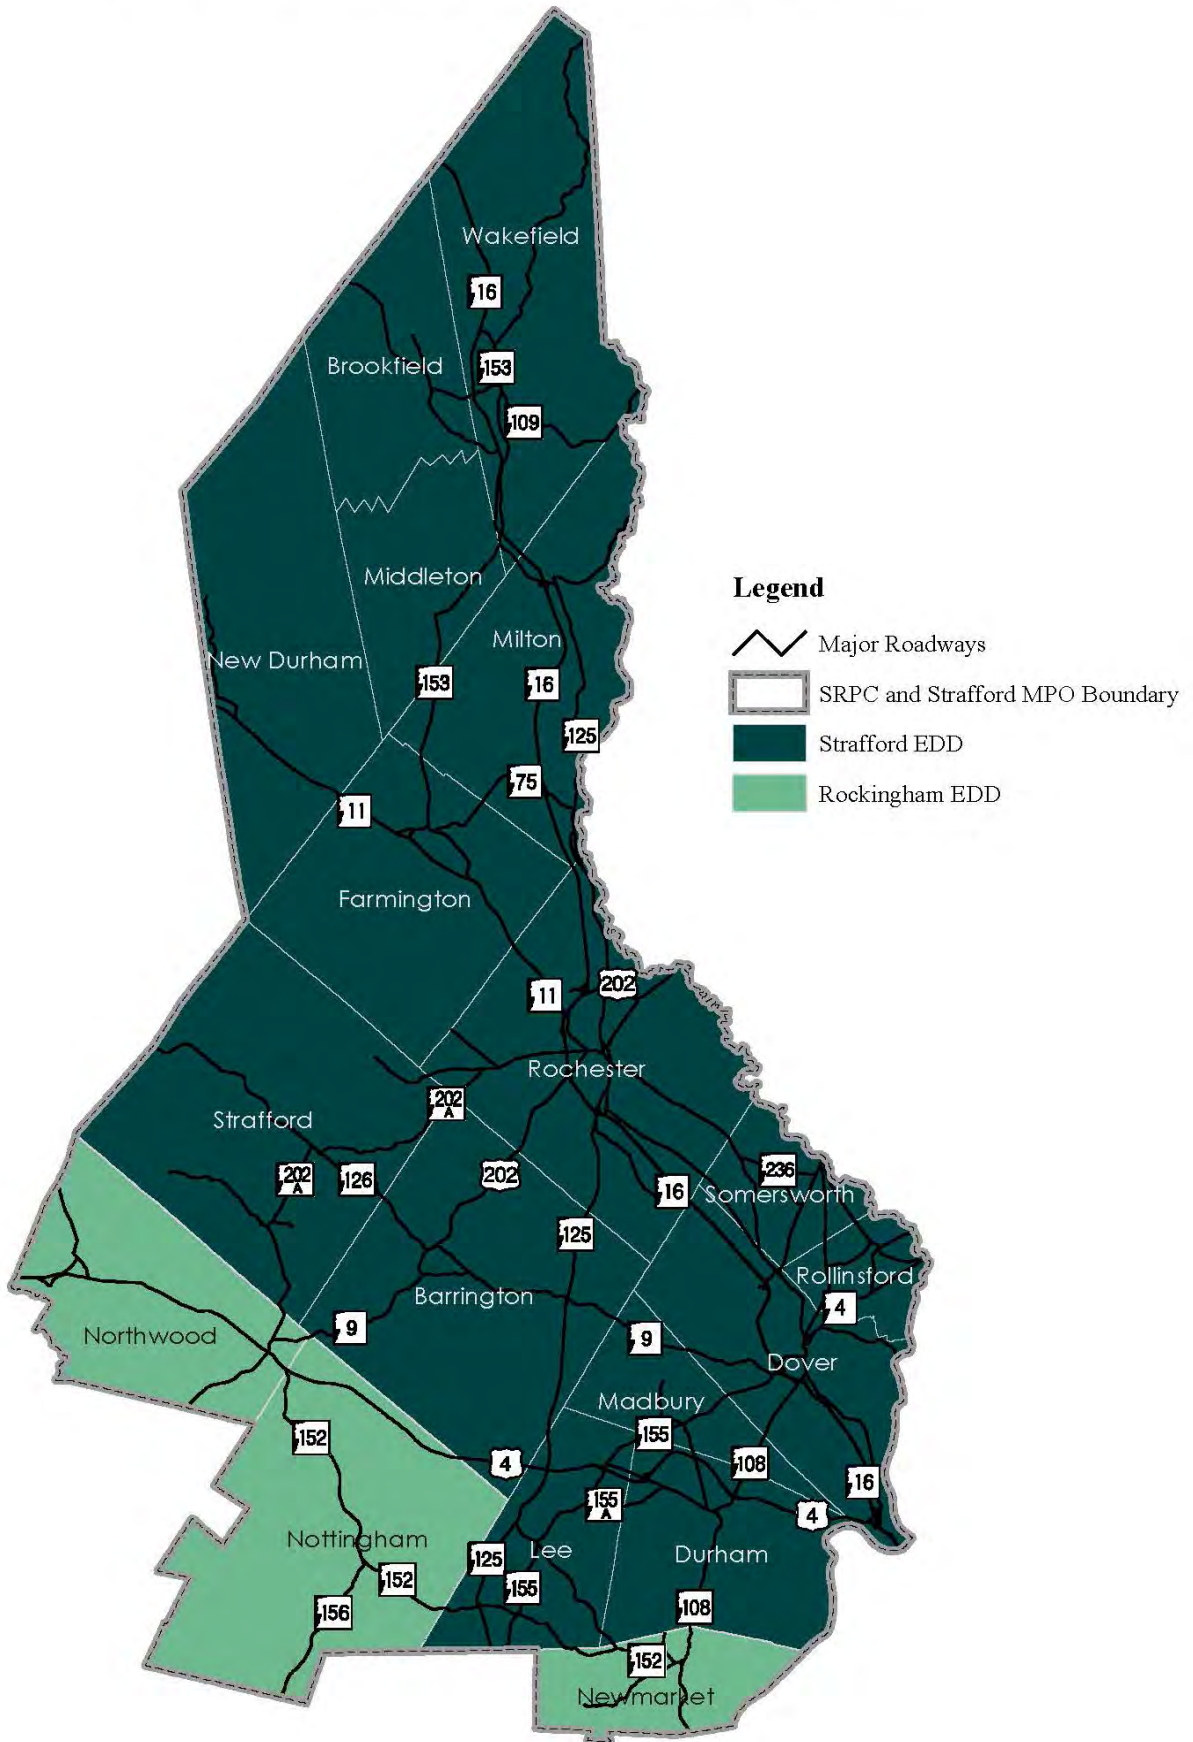 Wakefield
16
Brookfield
153
109
Middleton
Milton
New Durham
153
16
125
75
11
Farmington
11
202
Rochester
202
A
Strafford
202
A
126
202
16
236
Somersworth
125
Rollinsford
Barrington
4
9
9
Northwood
Dover
Madbury
155
152
108
4
16
155
A
4
Nottingham
Lee
Durham
125
152
155
156
108
152
Newmarket
Legend
Major Roadways
SRPC and Strafford MPO Boundary
Strafford EDD
Rockingham EDD